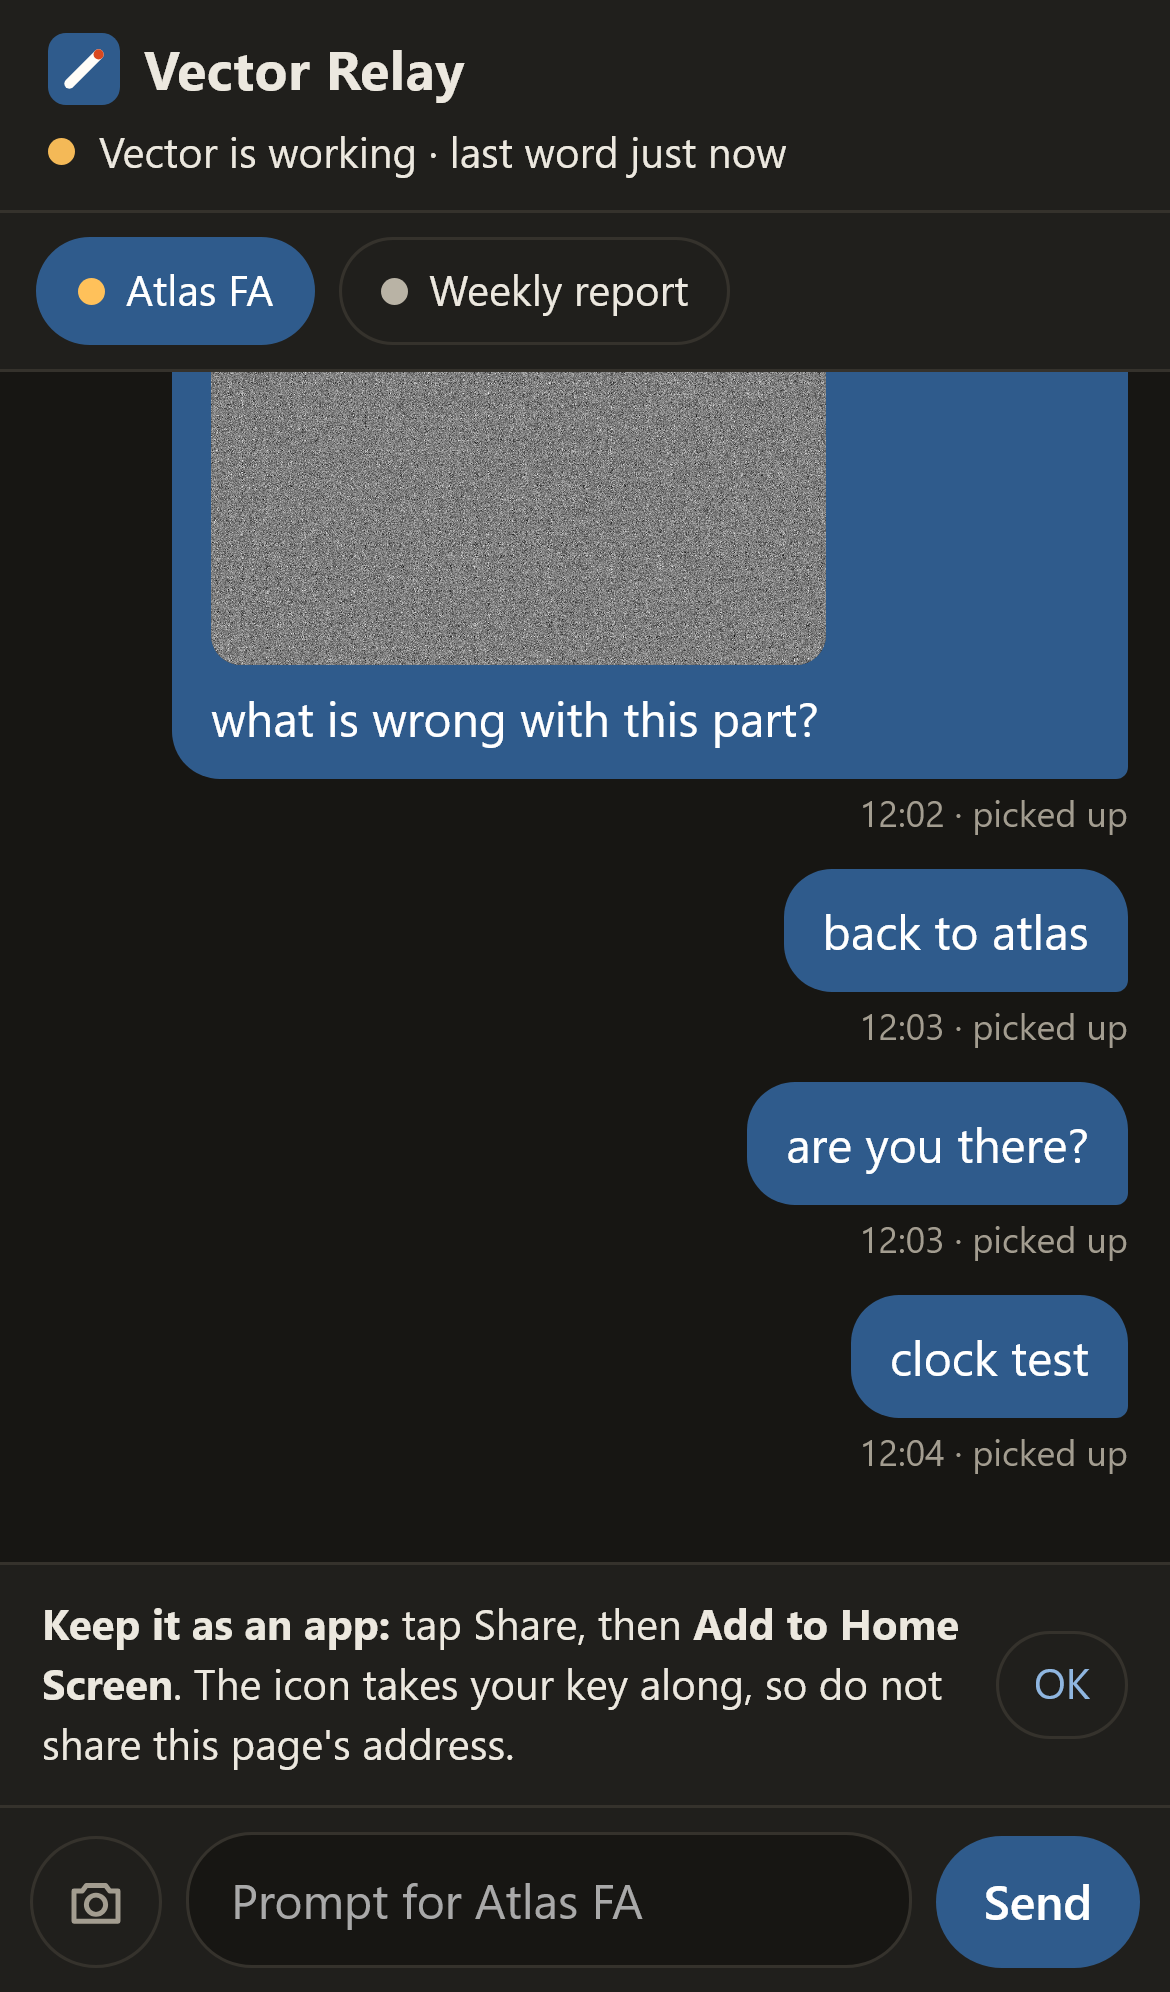 Vector Relay
Vector is working · last word just now
Atlas FA
Weekly report
what is wrong with this part?
12:02 · picked up
back to atlas
12:03 · picked up
are you there?
12:03 · picked up
clock test
12:04 · picked up
Keep it as an app: tap Share, then Add to Home
Screen. The icon takes your key along, so do not
share this page's address.
OK
Prompt for Atlas FA
Send